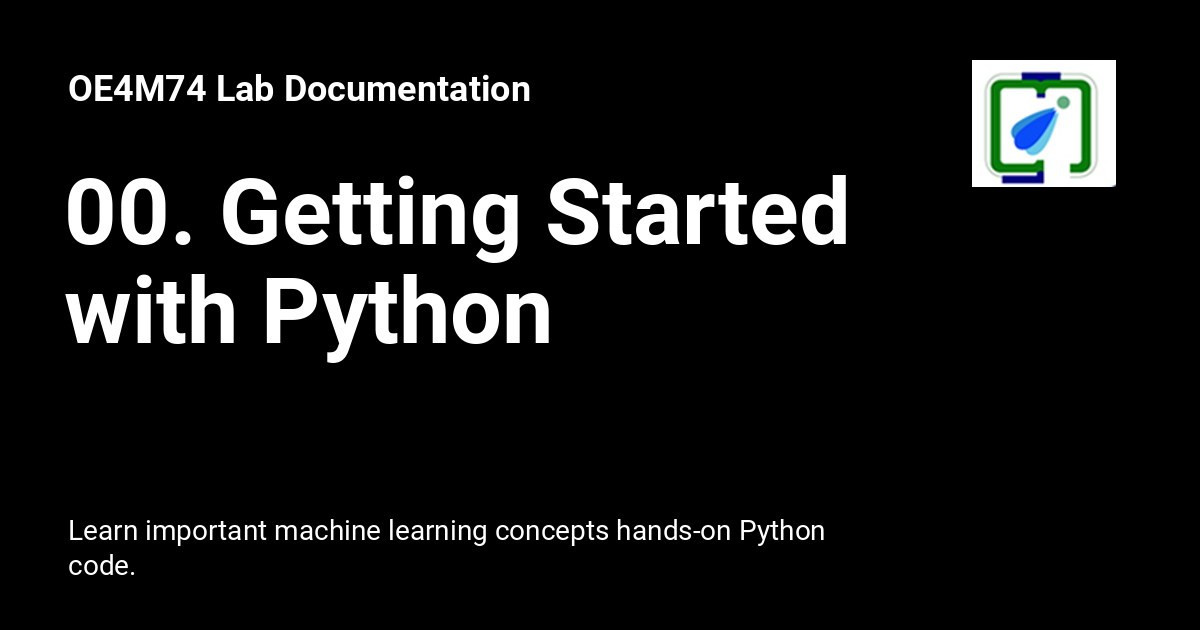 OE4M74 Lab Documentation
00. Getting Started
with Python
Learn important machine learning concepts hands-on Python
code.